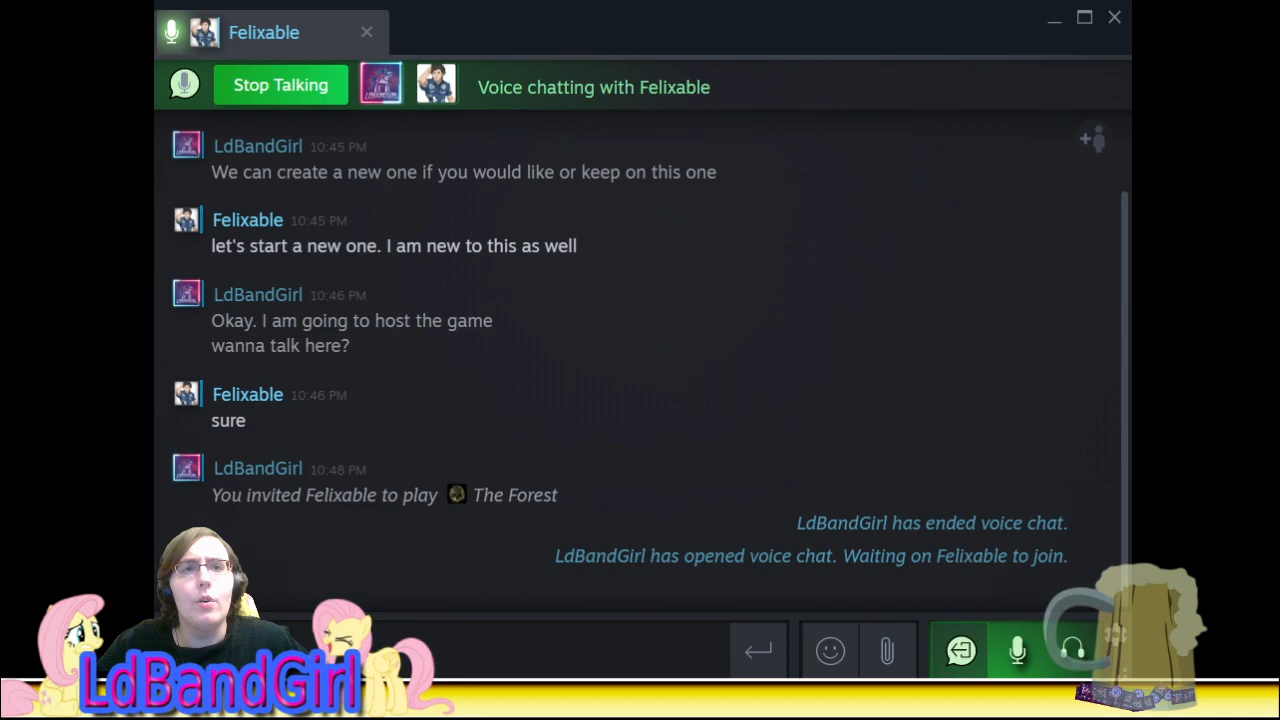 Felixable
Stop Talking
Voice chatting with Felixable
LdBandGirl 10:45 PM
We can create a new one if you would like or keep on this one
Felixable 10:45 PM
let's start a new one. I am new to this as well
LdBandGirl 10:46 PM
Okay. I am going to host the game
wanna talk here?
Felixable 10:46 PM
sure
LdBandGirl 10:48 PM
You invited Felixable to play The Forest
LdBandGirl has ended voice chat.
LdBandGirl has opened voice chat. Waiting on Felixable to join.
LdBandGirl